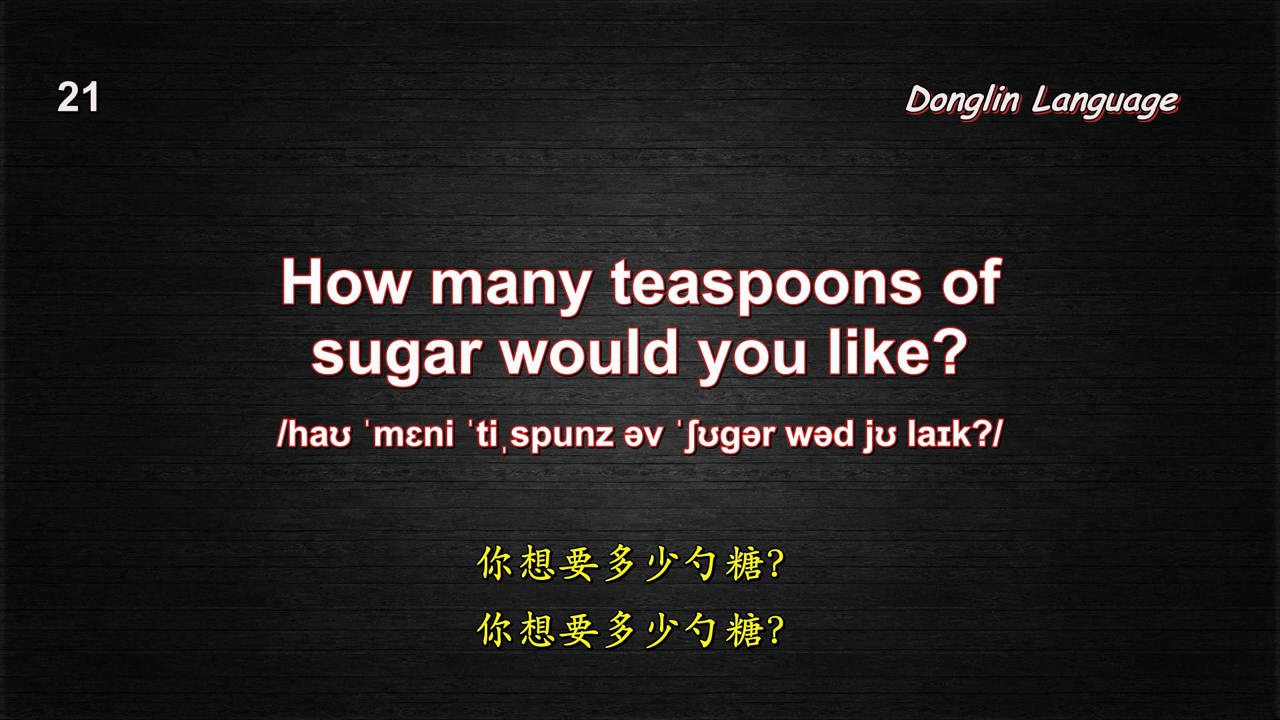 21
Donglin Language
How many teaspoons of
sugar would you like?
/haʊ ˈmɛni ˈtiˌspunz əv ˈʃʊgər wəd jʊ laɪk?/
你想要多少勺糖?
你想要多少勺糖?